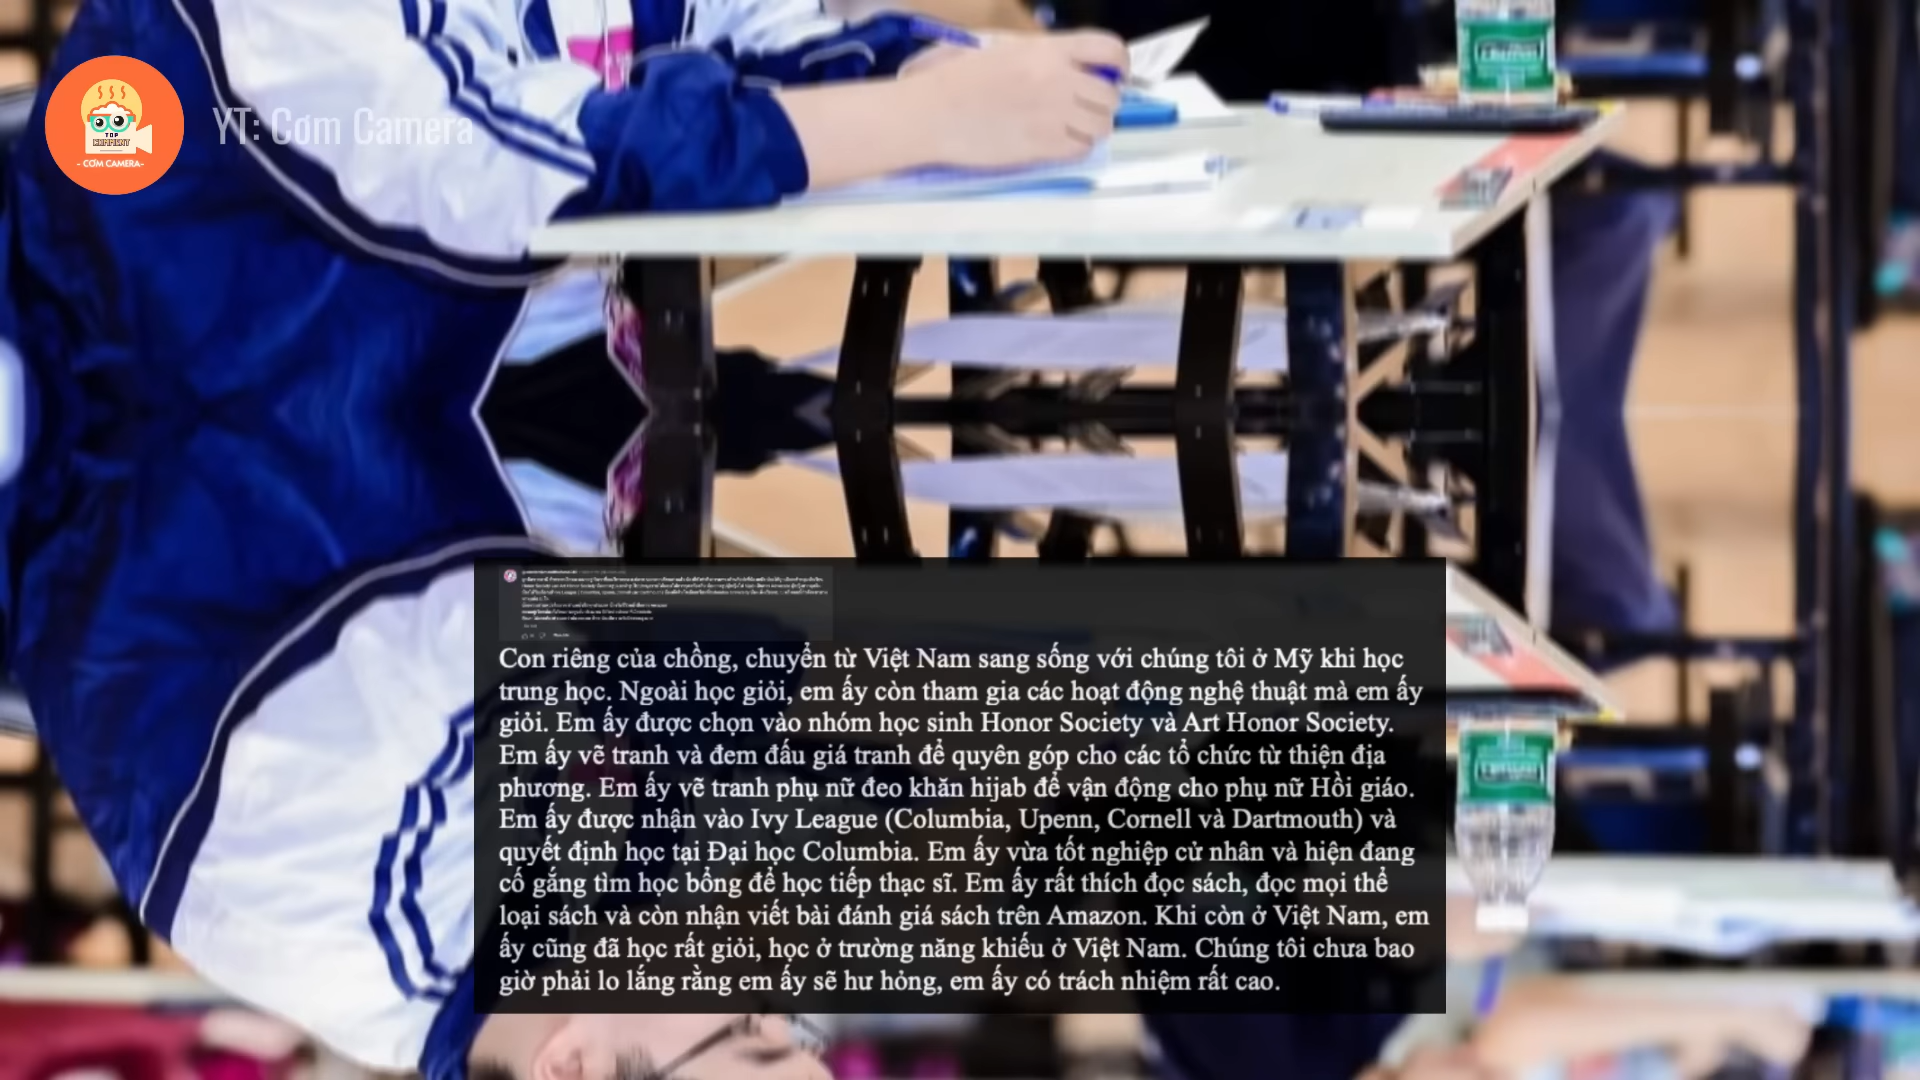 TOP
COMMENT
- CƠM CAMERA-
YT: Cơm Camera
Con riêng của chồng, chuyển từ Việt Nam sang sống với chúng tôi ở Mỹ khi học
trung học. Ngoài học giỏi, em ấy còn tham gia các hoạt động nghệ thuật mà em ấy
giỏi. Em ấy được chọn vào nhóm học sinh Honor Society và Art Honor Society.
Em ấy vẽ tranh và đem đấu giá tranh để quyên góp cho các tổ chức từ thiện địa
phương. Em ấy vẽ tranh phụ nữ đeo khăn hijab để vận động cho phụ nữ Hồi giáo.
Em ấy được nhận vào Ivy League (Columbia, Upenn, Cornell và Dartmouth) và
quyết định học tại Đại học Columbia. Em ấy vừa tốt nghiệp cử nhân và hiện đang
cố gắng tìm học bổng để học tiếp thạc sĩ. Em ấy rất thích đọc sách, đọc mọi thể
loại sách và còn nhận viết bài đánh giá sách trên Amazon. Khi còn ở Việt Nam, em
ấy cũng đã học rất giỏi, học ở trường năng khiếu ở Việt Nam. Chúng tôi chưa bao
giờ phải lo lắng rằng em ấy sẽ hư hỏng, em ấy có trách nhiệm rất cao.